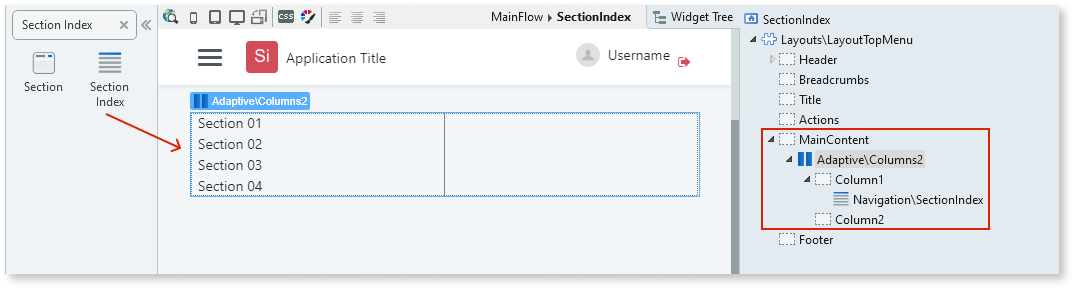 Section Index
Section
Section
Index
CSS
MainFlow ▸ SectionIndex
Widget Tree
Si
Application Title
Username
Adaptive\Columns2
Section 01
Section 02
Section 03
Section 04
SectionIndex
Layouts\LayoutTopMenu
Header
Breadcrumbs
Title
Actions
MainContent
Adaptive\Columns2
Column1
Navigation\SectionIndex
Column2
Footer